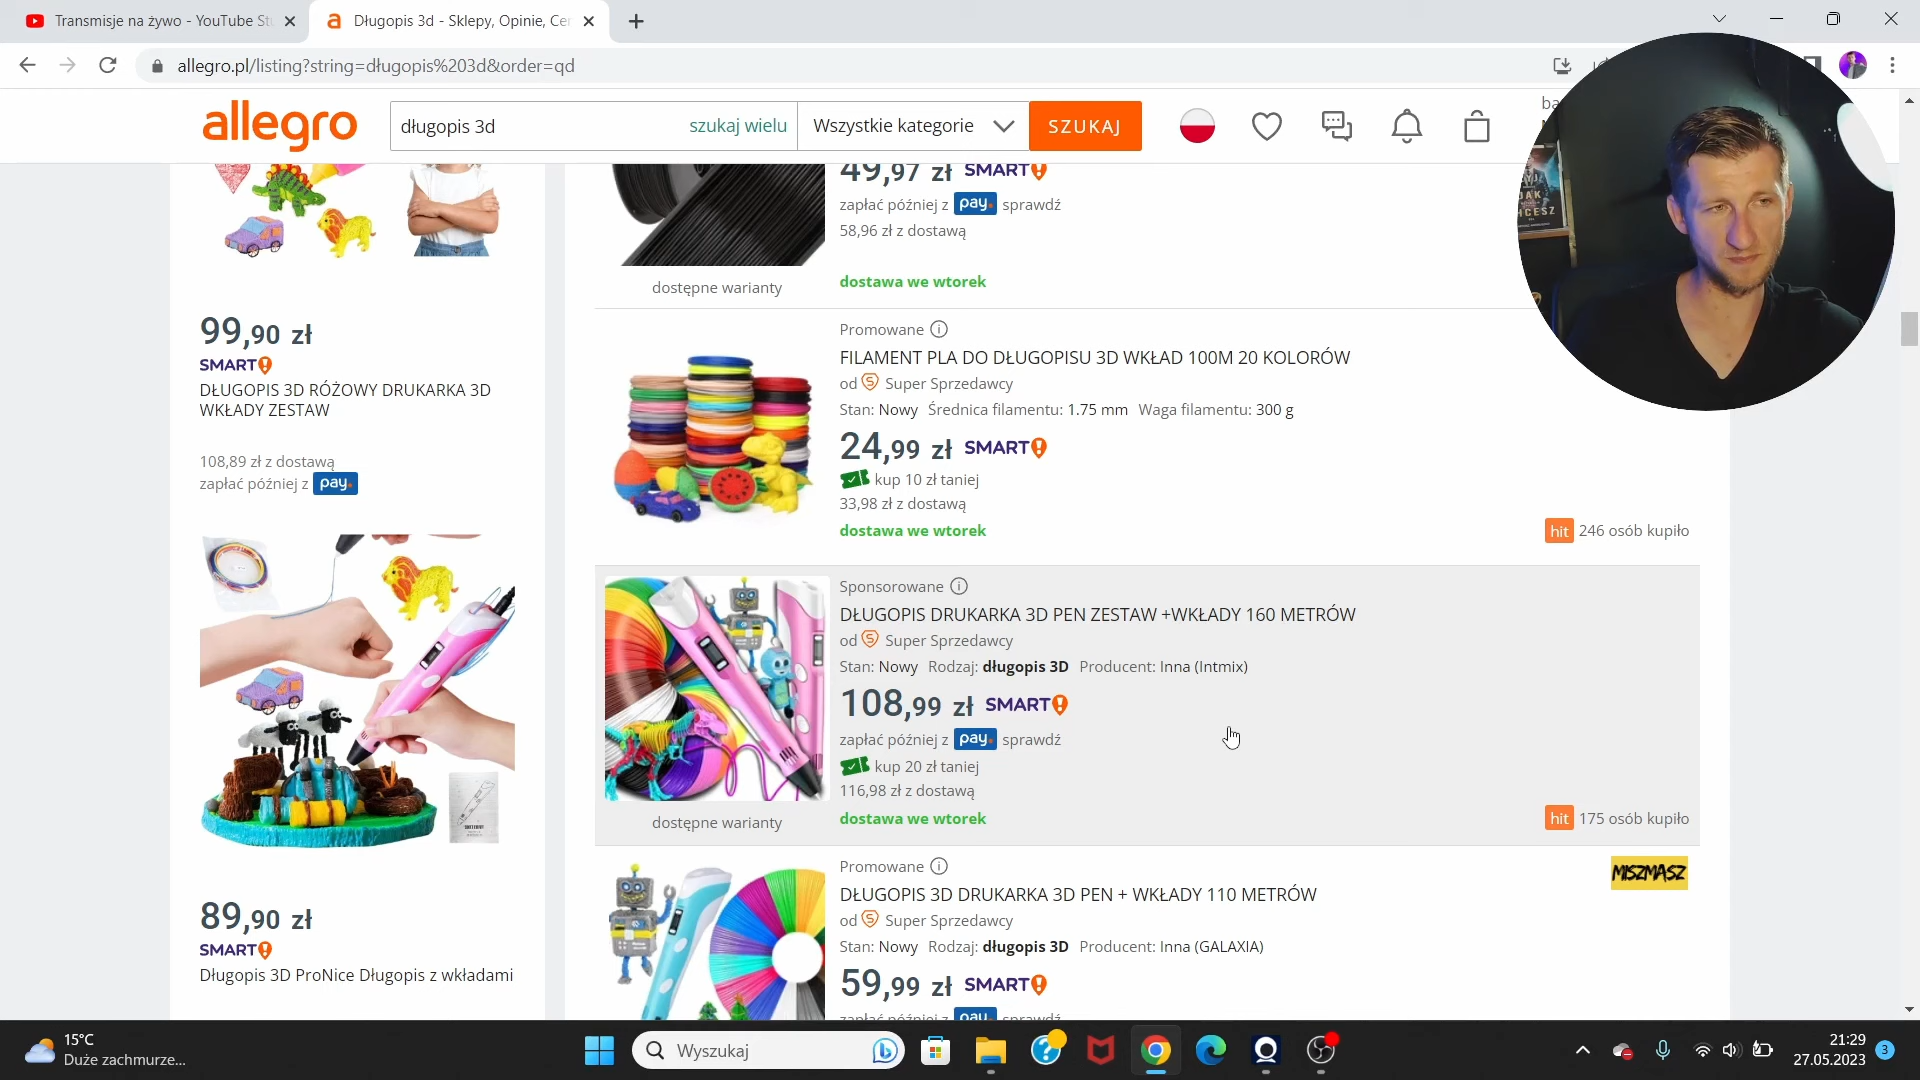 Transmisje na żywo - YouTube St
Długopis 3d - Sklepy, Opinie, Ce
allegro.pl/listing?string=długopis%203d&order=qd
allegro
długopis 3d
szukaj wielu
Wszystkie kategorie
SZUKAJ
ba
99,90 zł
SMART!
DŁUGOPIS 3D RÓŻOWY DRUKARKA 3D
WKŁADY ZESTAW
108,89 zł z dostawą
zapłać później z pay.
89,90 zł
SMART!
Długopis 3D ProNice Długopis z wkładami
49,97 zł SMART!
zapłać później z pay. sprawdź
58,96 zł z dostawą
dostawa we wtorek
dostępne warianty
Promowane
FILAMENT PLA DO DŁUGOPISU 3D WKŁAD 100M 20 KOLORÓW
od Super Sprzedawcy
Stan: Nowy Średnica filamentu: 1.75 mm Waga filamentu: 300 g
24,99 zł SMART!
kup 10 zł taniej
33,98 zł z dostawą
dostawa we wtorek
hit 246 osób kupiło
Sponsorowane
DŁUGOPIS DRUKARKA 3D PEN ZESTAW +WKŁADY 160 METRÓW
od Super Sprzedawcy
Stan: Nowy Rodzaj: długopis 3D Producent: Inna (Intmix)
108,99 zł SMART!
zapłać później z pay. sprawdź
kup 20 zł taniej
116,98 zł z dostawą
dostawa we wtorek
hit 175 osób kupiło
dostępne warianty
Promowane
MISZMASZ
DŁUGOPIS 3D DRUKARKA 3D PEN + WKŁADY 110 METRÓW
od Super Sprzedawcy
Stan: Nowy Rodzaj: długopis 3D Producent: Inna (GALAXIA)
59,99 zł SMART!
zapłać później z pay. sprawdź
15°C
Duże zachmurze...
Wyszukaj
21:29
27.05.2023
3